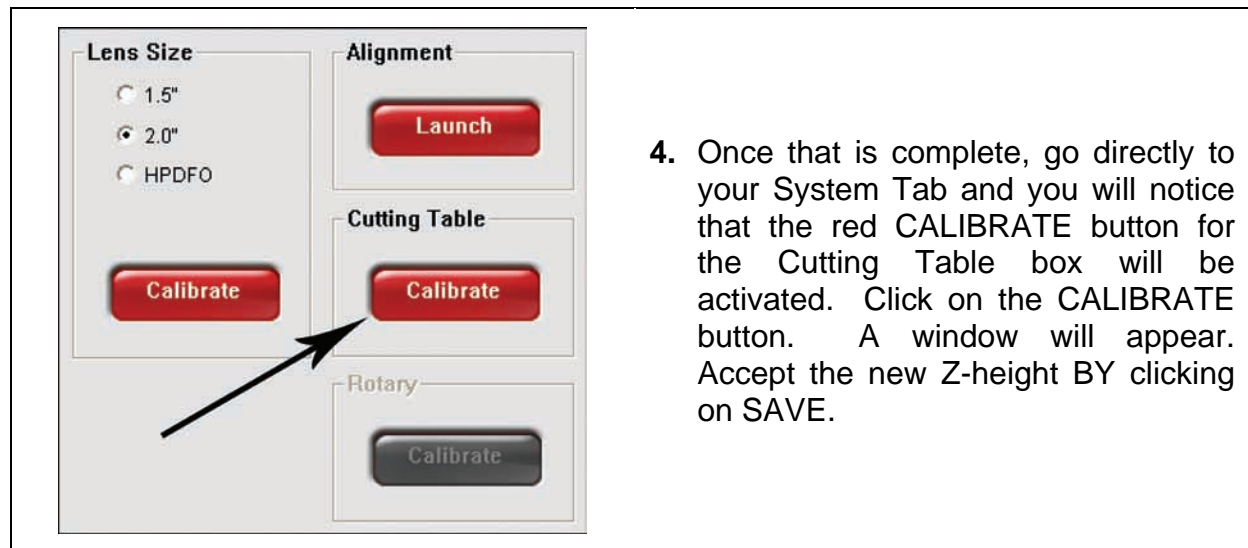 Lens Size
1.5"
2.0"
HPDFO
Calibrate
Alignment
Launch
Cutting Table
Calibrate
Rotary
Calibrate
4. Once that is complete, go directly to
your System Tab and you will notice
that the red CALIBRATE button for
the Cutting Table box will be
activated. Click on the CALIBRATE
button. A window will appear.
Accept the new Z-height BY clicking
on SAVE.